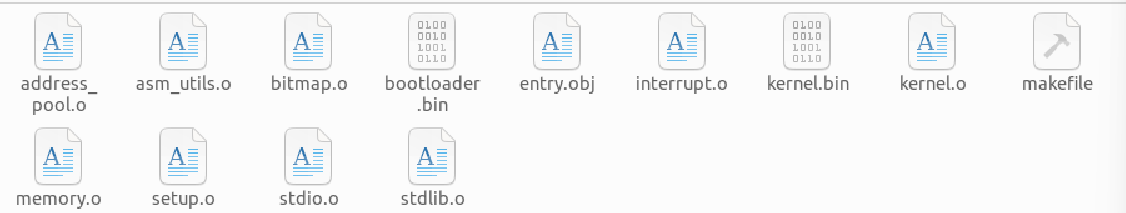 address_
pool.o
asm_utils.o
bitmap.o
bootloader
.bin
entry.obj
interrupt.o
kernel.bin
kernel.o
makefile
memory.o
setup.o
stdio.o
stdlib.o